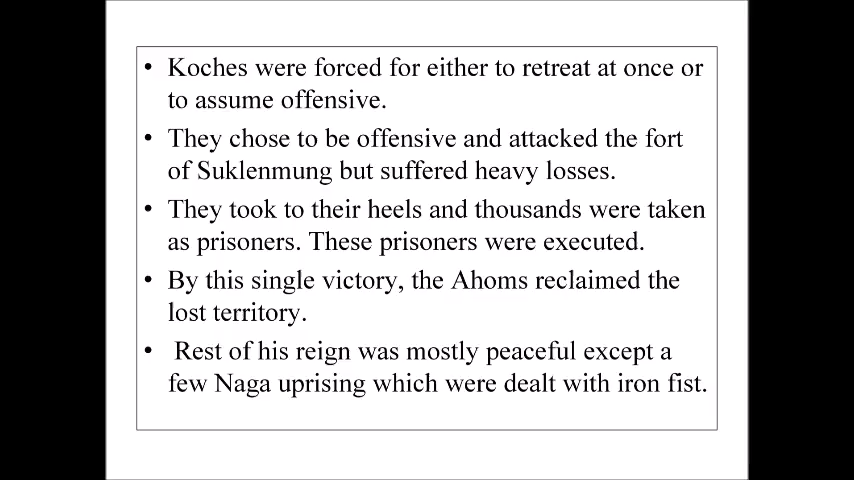 • Koches were forced for either to retreat at once or
to assume offensive.
• They chose to be offensive and attacked the fort
of Suklenmung but suffered heavy losses.
• They took to their heels and thousands were taken
as prisoners. These prisoners were executed.
• By this single victory, the Ahoms reclaimed the
lost territory.
• Rest of his reign was mostly peaceful except a
few Naga uprising which were dealt with iron fist.